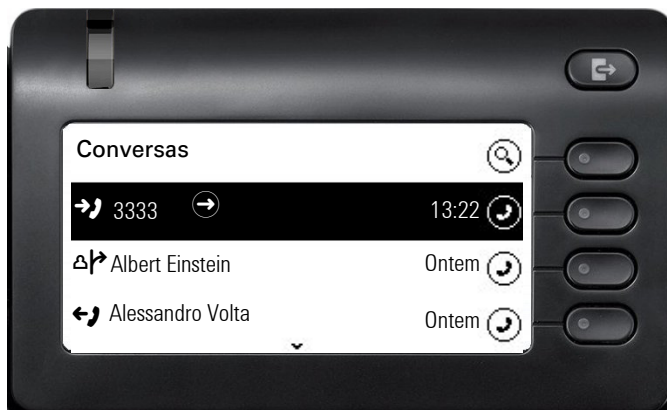 Conversas
3333 13:22
Albert Einstein Ontem
Alessandro Volta Ontem